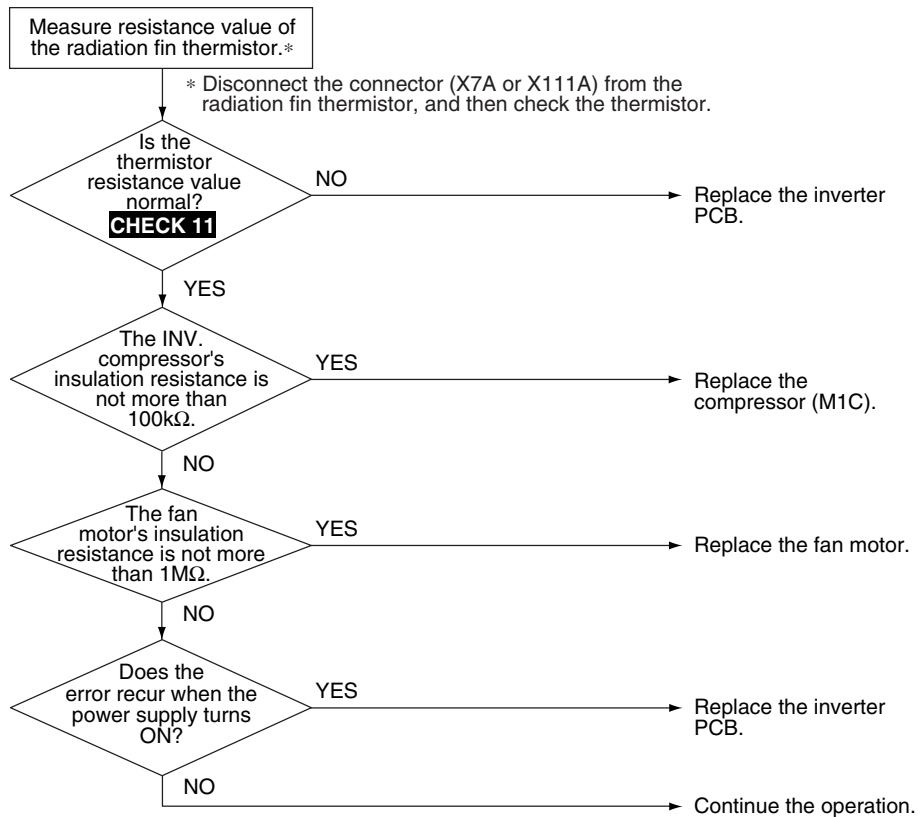 Measure resistance value of
the radiation fin thermistor.*
* Disconnect the connector (X7A or X111A) from the
radiation fin thermistor, and then check the thermistor.
Is the
thermistor
resistance value
normal?
CHECK 11
NO
Replace the inverter
PCB.
YES
The INV.
compressor's
insulation resistance is
not more than
100kΩ.
YES
Replace the
compressor (M1C).
NO
The fan
motor's insulation
resistance is not more
than 1MΩ.
YES
Replace the fan motor.
NO
Does the
error recur when the
power supply turns
ON?
YES
Replace the inverter
PCB.
NO
Continue the operation.